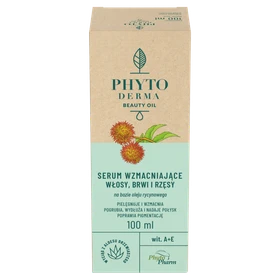 PHYTO
DERMA
BEAUTY OIL
SERUM WZMACNIAJĄCE
WŁOSY, BRWI I RZĘSY
na bazie oleju rycynowego
PIELĘGNUJE I WZMACNIA
POGRUBIA, WYDŁUŻA I NADAJE POŁYSK
POPRAWIA PIGMENTACJĘ
100 ml
wit. A+E
Phyto
Pharm